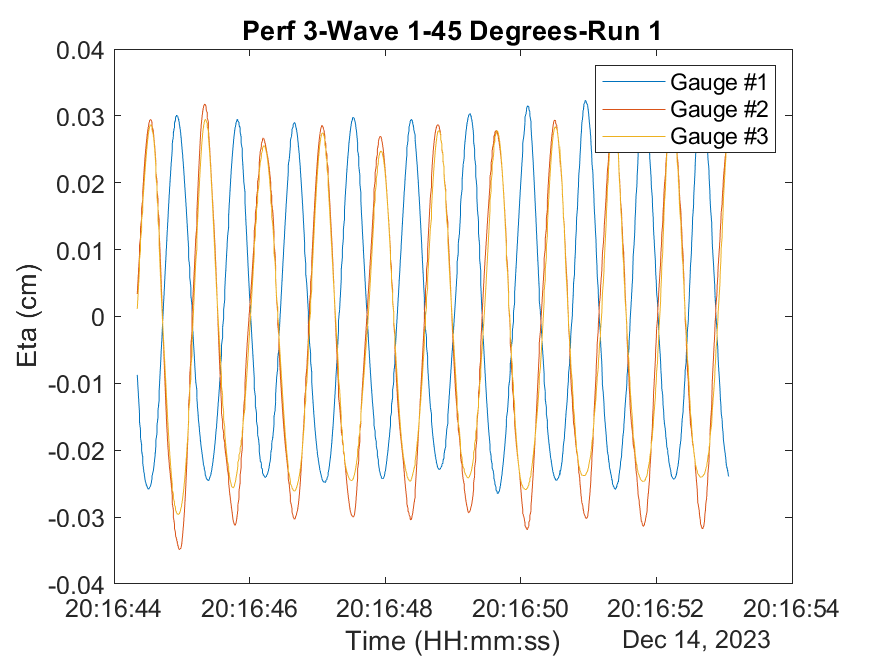 Perf 3-Wave 1-45 Degrees-Run 1
0.04
0.03
0.02
0.01
0
-0.01
-0.02
-0.03
-0.04
Eta (cm)
Gauge #1
Gauge #2
Gauge #3
20:16:44 20:16:46 20:16:48 20:16:50 20:16:52 20:16:54
Time (HH:mm:ss)
Dec 14, 2023